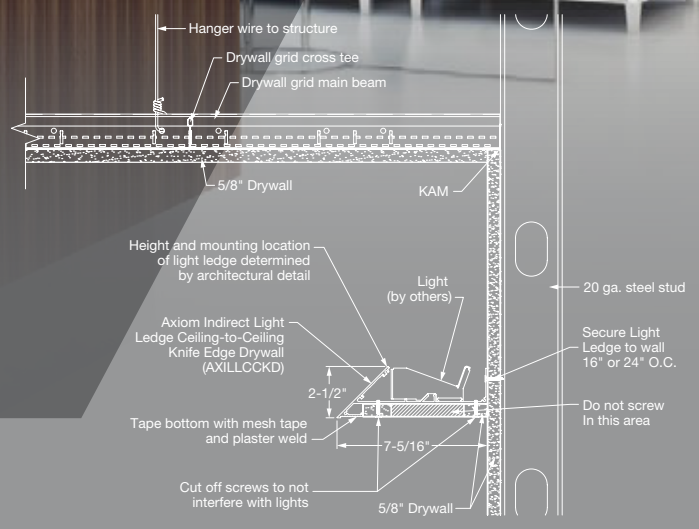 Hanger wire to structure
Drywall grid cross tee
Drywall grid main beam
5/8" Drywall
KAM
Height and mounting location
of light ledge determined
by architectural detail
Light
(by others)
20 ga. steel stud
Axiom Indirect Light
Ledge Ceiling-to-Ceiling
Knife Edge Drywall
(AXILLCCKD)
Secure Light
Ledge to wall
16" or 24" O.C.
2-1/2"
Do not screw
In this area
Tape bottom with mesh tape
and plaster weld
7-5/16"
Cut off screws to not
interfere with lights
5/8" Drywall